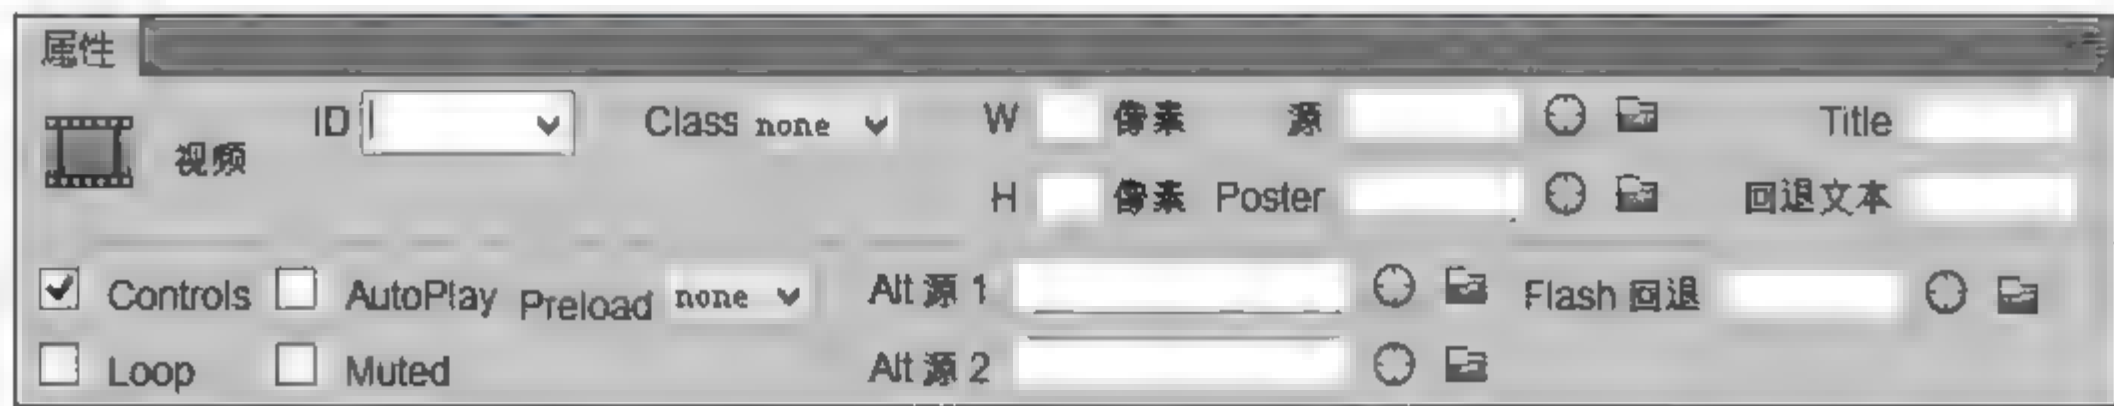 属性
ID Class none W 像素 源 Title
视频
H 像素 Poster 回退文本
Controls AutoPlay Preload none Alt 源 1 Flash 回退
Loop Muted Alt 源 2